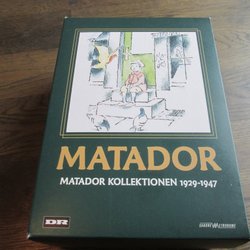 MATADOR
MATADOR KOLLEKTIONEN 1929-1947
DR